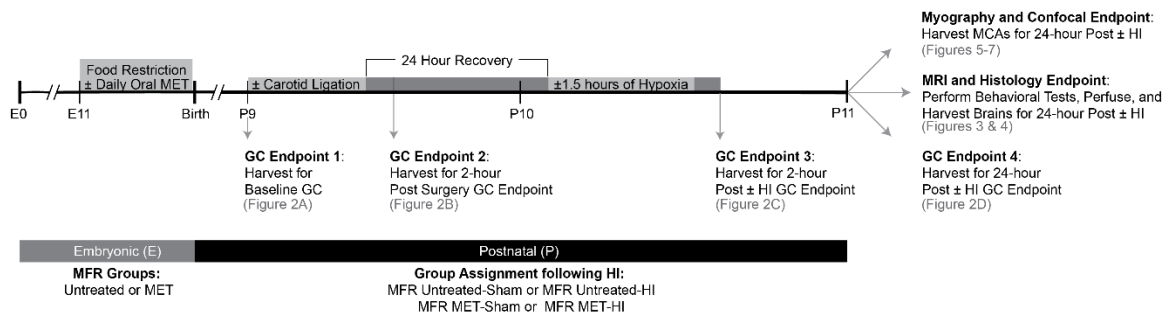 Food Restriction
± Daily Oral MET
24 Hour Recovery
± Carotid Ligation
±1.5 hours of Hypoxia
E0
E11
Birth
P9
P10
P11
GC Endpoint 1:
Harvest for
Baseline GC
(Figure 2A)
GC Endpoint 2:
Harvest for 2-hour
Post Surgery GC Endpoint
(Figure 2B)
GC Endpoint 3:
Harvest for 2-hour
Post ± HI GC Endpoint
(Figure 2C)
Myography and Confocal Endpoint:
Harvest MCAs for 24-hour Post ± HI
(Figures 5-7)
MRI and Histology Endpoint:
Perform Behavioral Tests, Perfuse, and
Harvest Brains for 24-hour Post ± HI
(Figures 3 & 4)
GC Endpoint 4:
Harvest for 24-hour
Post ± HI GC Endpoint
(Figure 2D)
Embryonic (E)
Postnatal (P)
MFR Groups:
Untreated or MET
Group Assignment following HI:
MFR Untreated-Sham or MFR Untreated-HI
MFR MET-Sham or MFR MET-HI